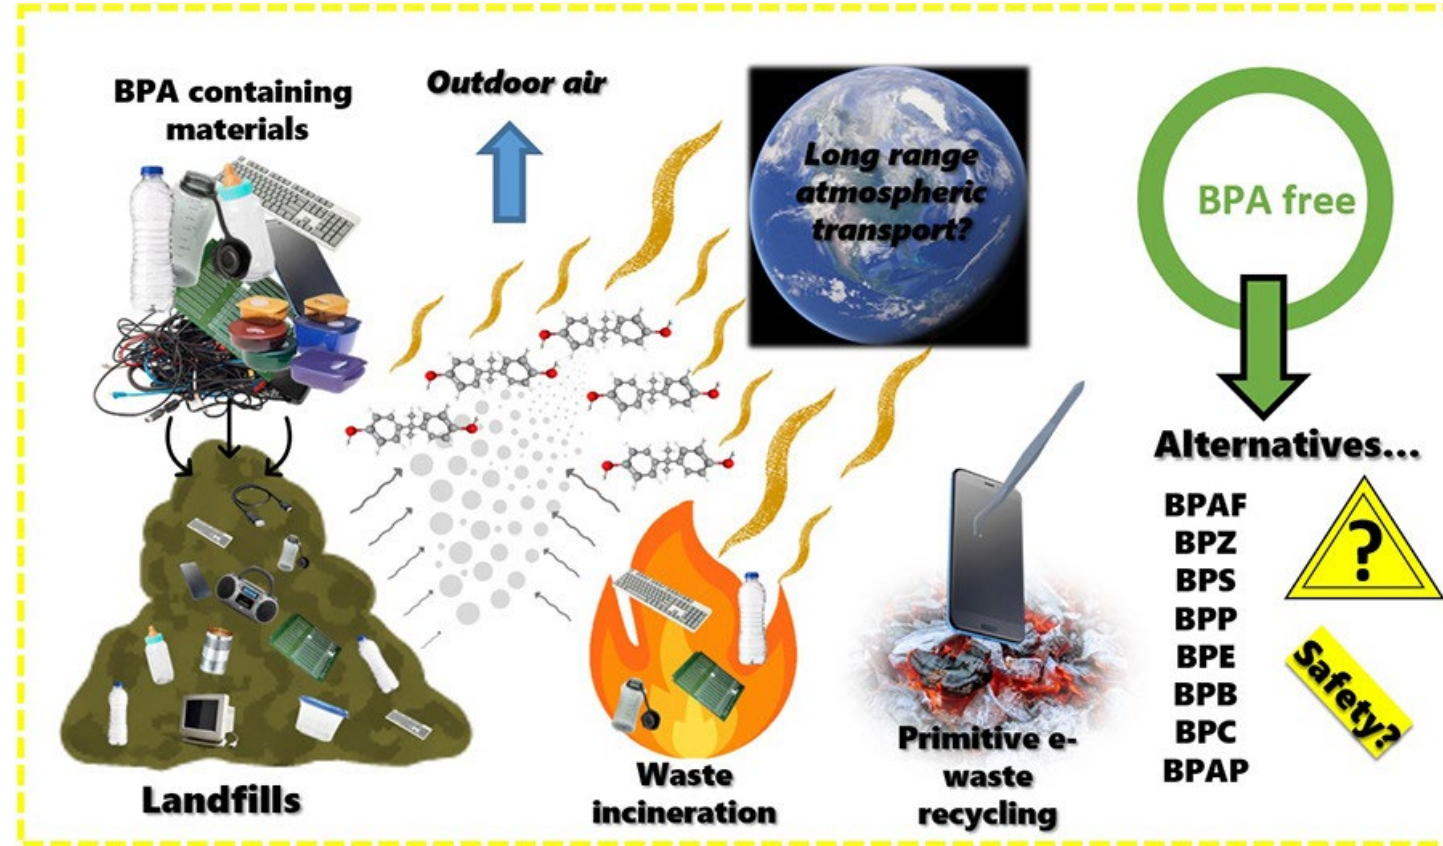 BPA containing
materials
Outdoor air
Long range
atmospheric
transport?
BPA free
Alternatives...
BPAF
BPZ
BPS
BPP
BPE
BPB
BPC
BPAP
?
Safety?
Landfills
Waste
incineration
Primitive e-
waste
recycling